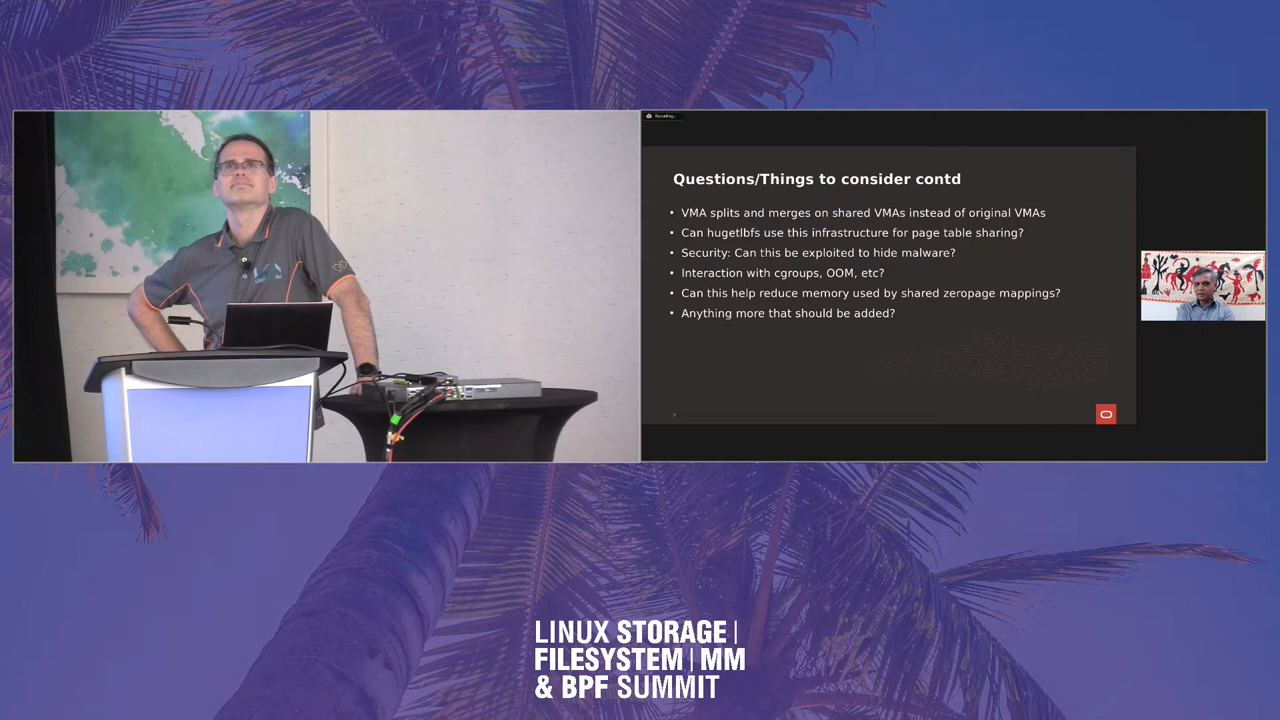 Recording...
Questions/Things to consider contd
• VMA splits and merges on shared VMAs instead of original VMAs
• Can hugetlbfs use this infrastructure for page table sharing?
• Security: Can this be exploited to hide malware?
• Interaction with cgroups, OOM, etc?
• Can this help reduce memory used by shared zeropage mappings?
• Anything more that should be added?
LINUX STORAGE |
FILESYSTEM | MM
& BPF SUMMIT